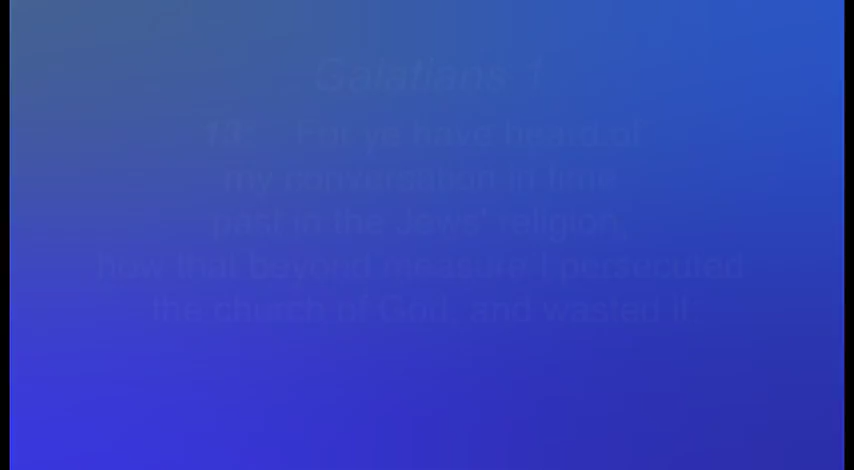 Galatians 1
13: For ye have heard of
my conversation in time
past in the Jews' religion,
how that beyond measure I persecuted
the church of God, and wasted it: